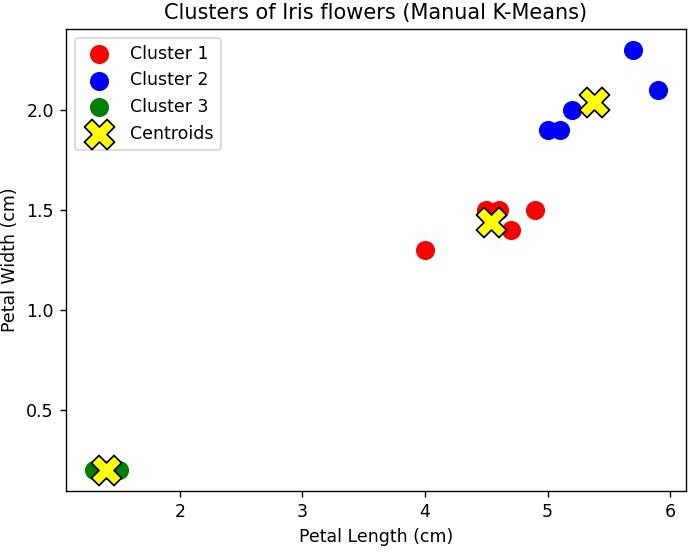 Clusters of Iris flowers (Manual K-Means)
Cluster 1
Cluster 2
Cluster 3
Centroids
2.0
1.5
1.0
0.5
Petal Width (cm)
2 3 4 5 6
Petal Length (cm)